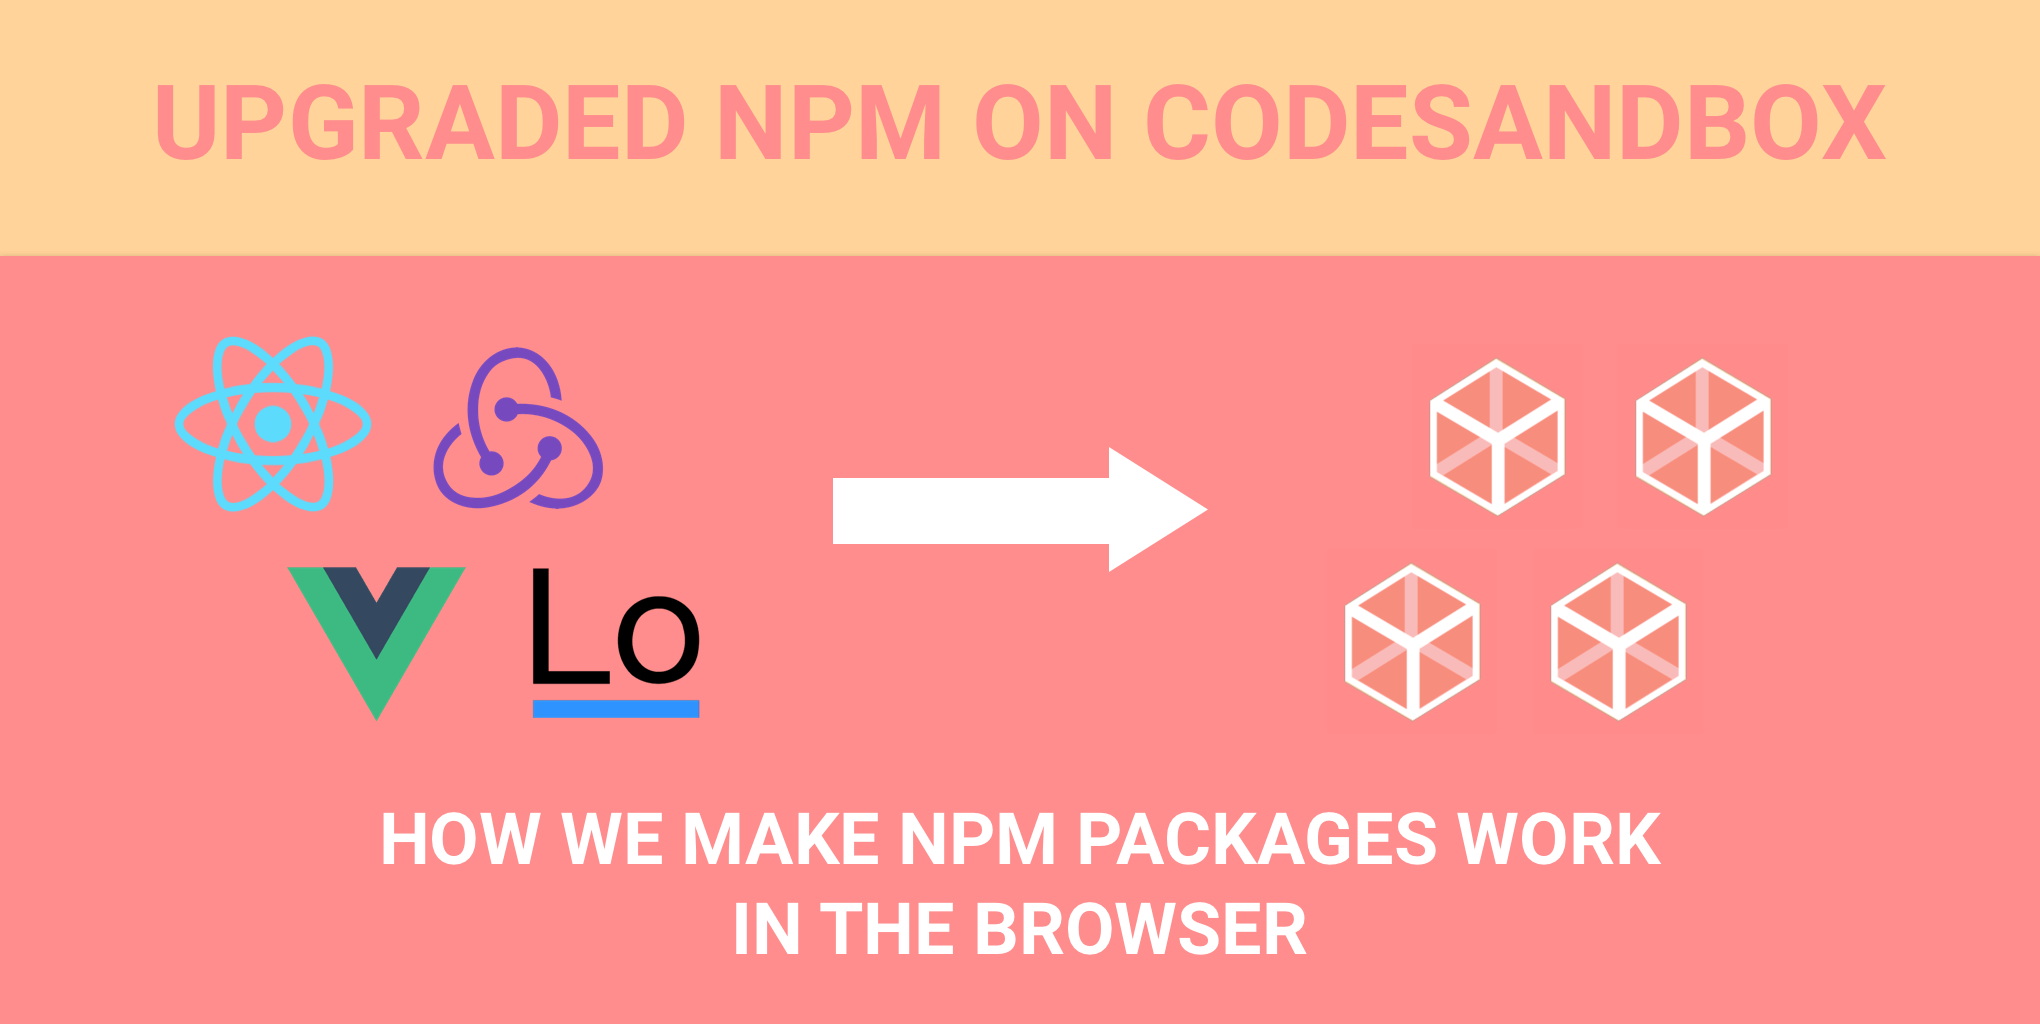 UPGRADED NPM ON CODESANDBOX
Lo
HOW WE MAKE NPM PACKAGES WORK
IN THE BROWSER